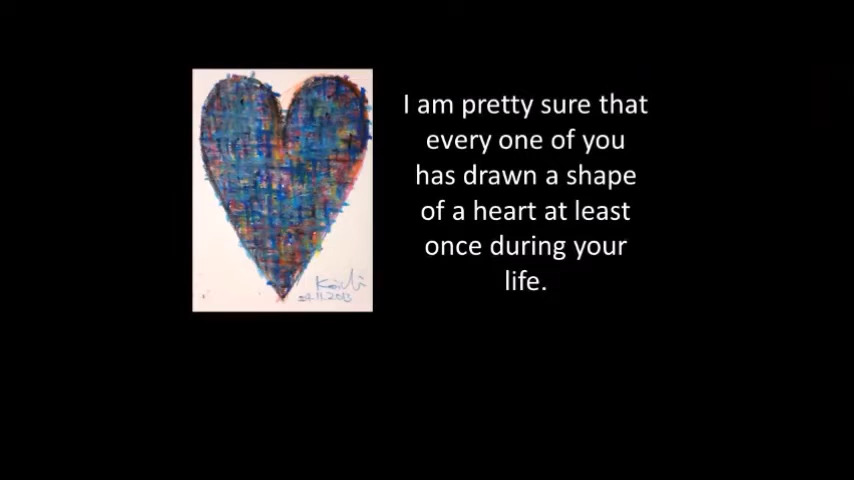 I am pretty sure that
every one of you
has drawn a shape
of a heart at least
once during your
life.